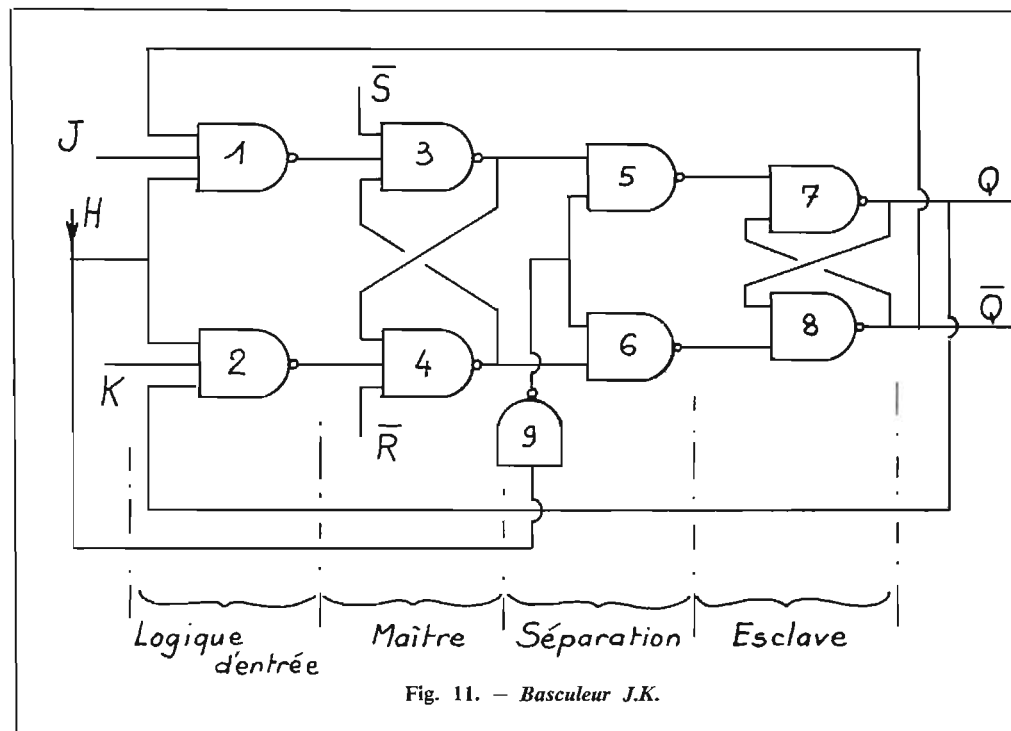 S̅
J
1
3
5
7
Q
H
Q̅
2
4
6
8
K
R̅
9
Logique
d'entrée
Maître
Séparation
Esclave
Fig. 11. — Basculeur J.K.